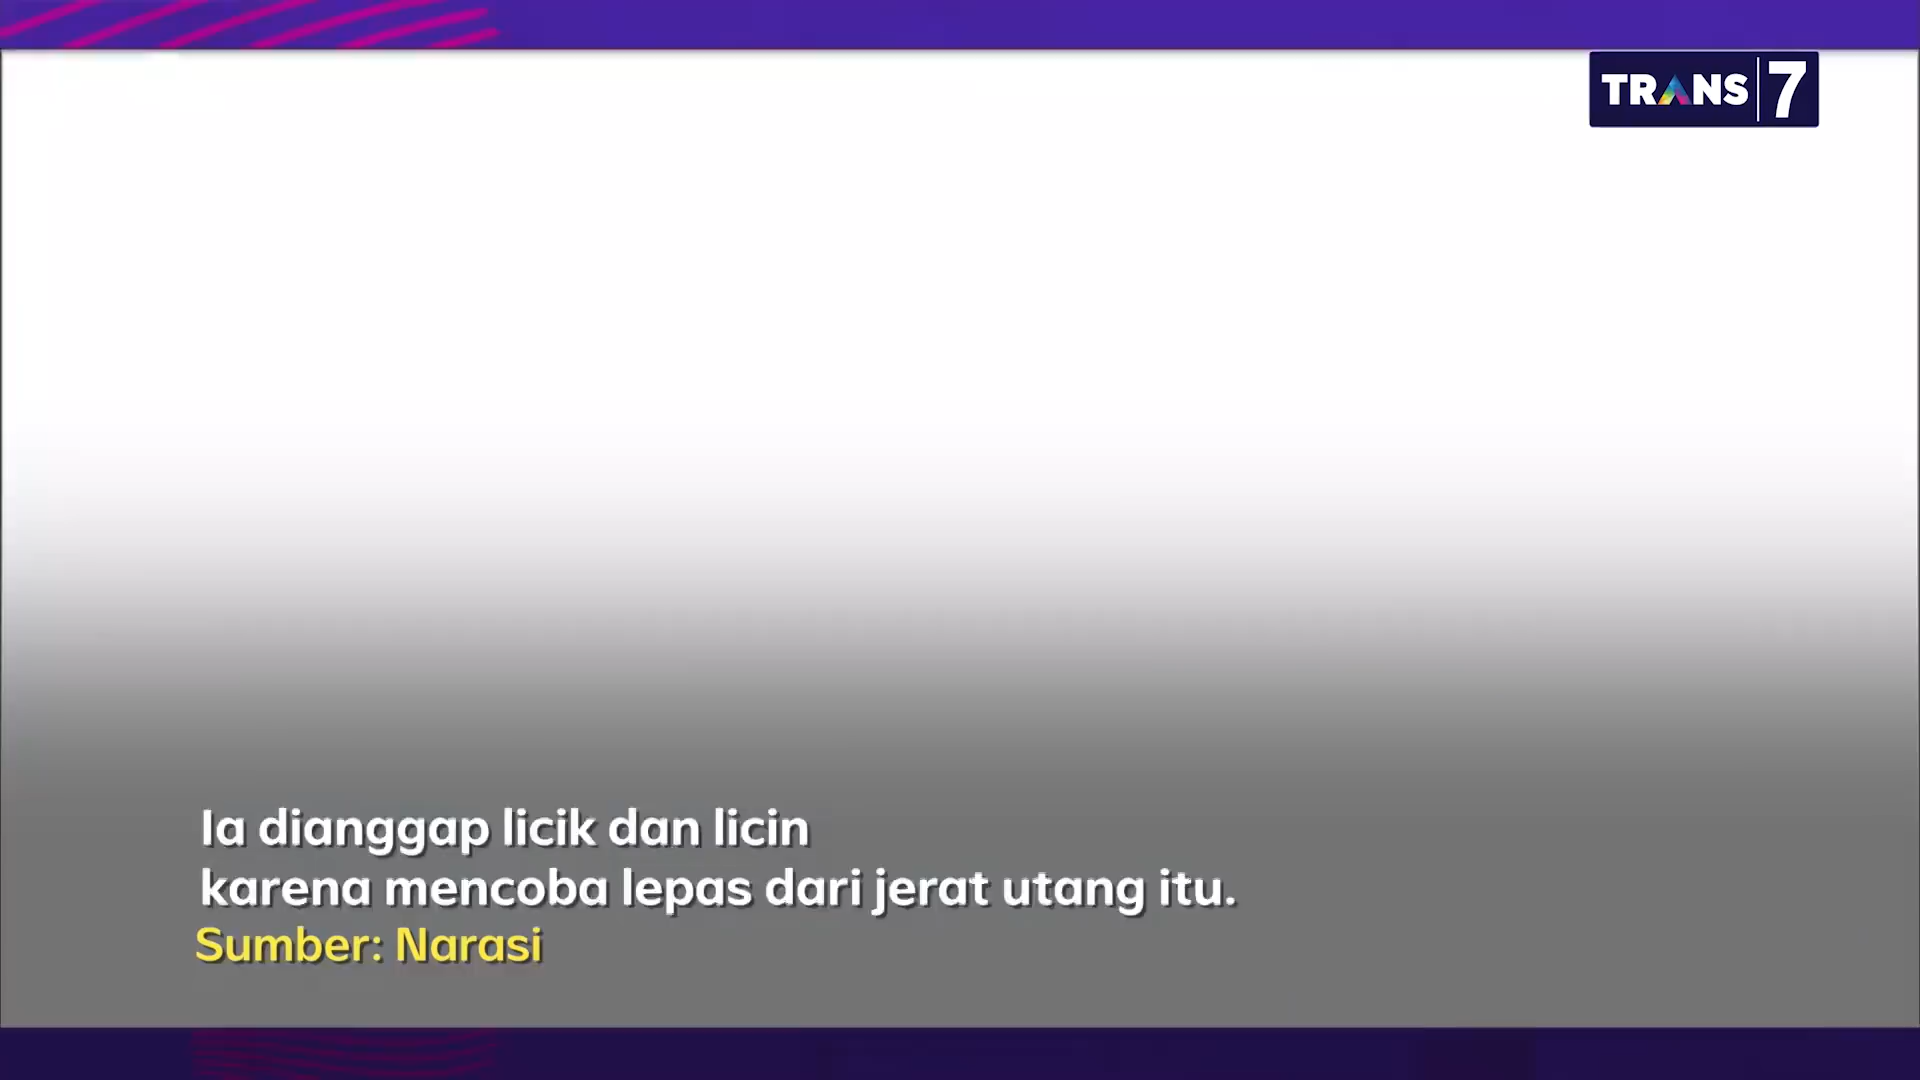 TRANS|7
Ia dianggap licik dan licin
karena mencoba lepas dari jerat utang itu.
Sumber: Narasi